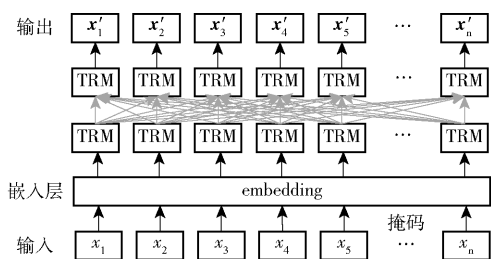 输出 x′1 x′2 x′3 x′4 x′5 … x′n
TRM TRM TRM TRM TRM … TRM
TRM TRM TRM TRM TRM … TRM
嵌入层 embedding
掩码
输入 x1 x2 x3 x4 x5 … xn